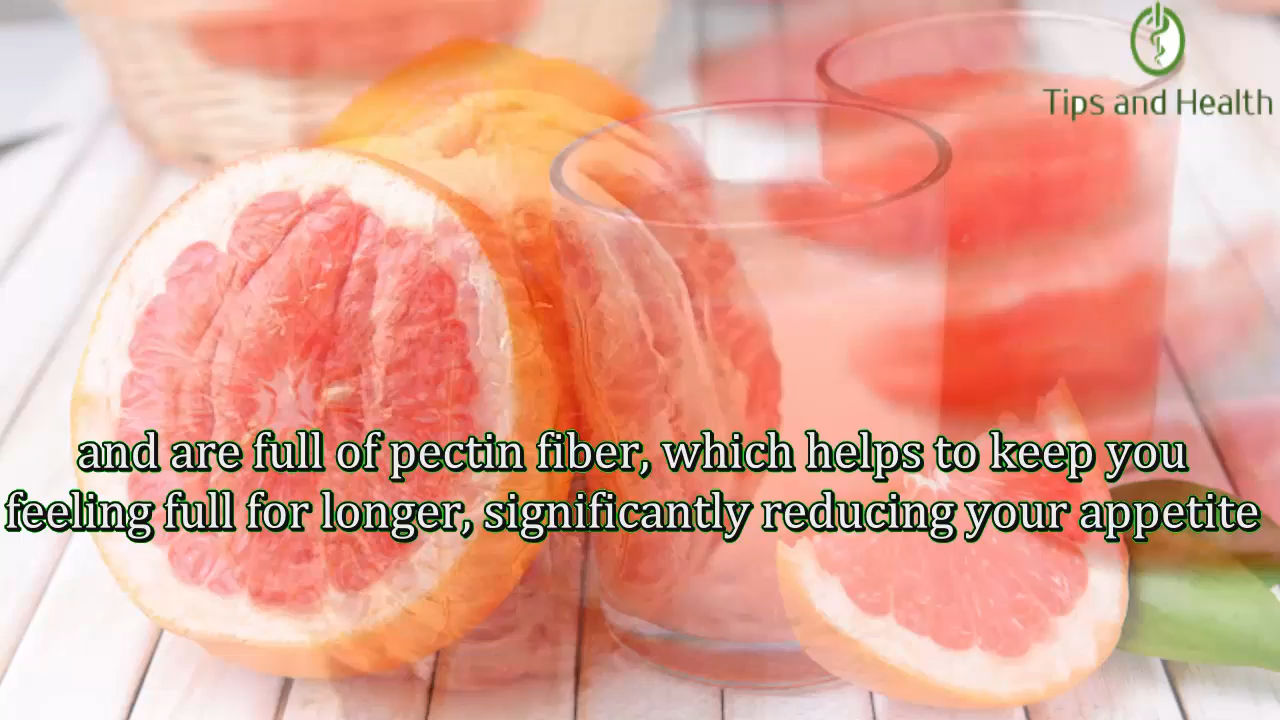 Tips and Health
and are full of pectin fiber, which helps to keep you
feeling full for longer, significantly reducing your appetite